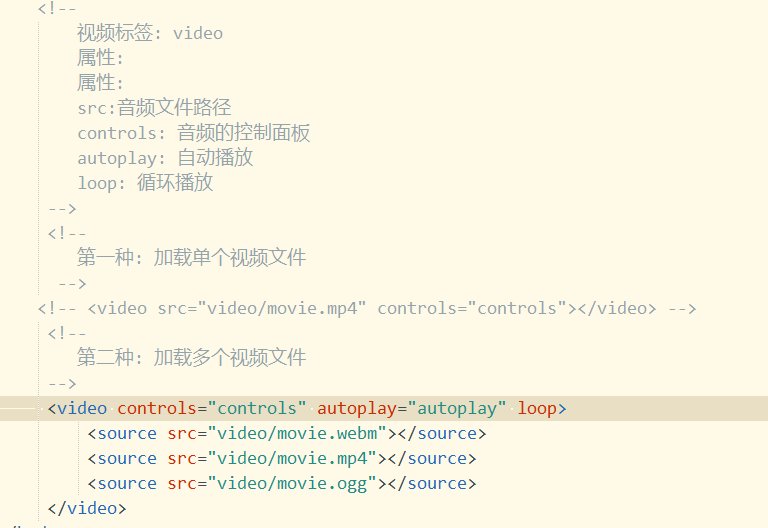 <!--
视频标签: video
属性:
属性:
src:音频文件路径
controls: 音频的控制面板
autoplay: 自动播放
loop: 循环播放
-->
<!--
第一种: 加载单个视频文件
-->
<!-- <video src="video/movie.mp4" controls="controls"></video> -->
<!--
第二种: 加载多个视频文件
-->
<video controls="controls" autoplay="autoplay" loop>
<source src="video/movie.webm"></source>
<source src="video/movie.mp4"></source>
<source src="video/movie.ogg"></source>
</video>